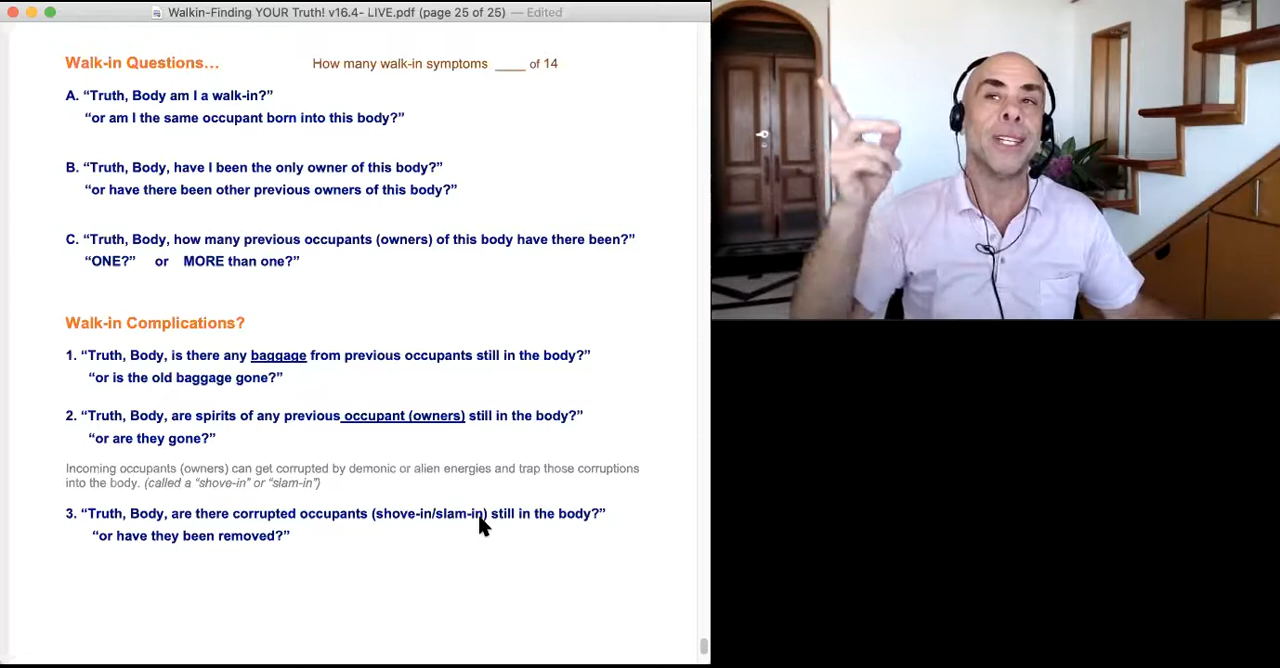 Walkin-Finding YOUR Truth! v16.4- LIVE.pdf (page 25 of 25) — Edited
Walk-in Questions… How many walk-in symptoms ____ of 14
A. “Truth, Body am I a walk-in?”
“or am I the same occupant born into this body?”
B. “Truth, Body, have I been the only owner of this body?”
“or have there been other previous owners of this body?”
C. “Truth, Body, how many previous occupants (owners) of this body have there been?”
“ONE?” or MORE than one?”
Walk-in Complications?
1. “Truth, Body, is there any baggage from previous occupants still in the body?”
“or is the old baggage gone?”
2. “Truth, Body, are spirits of any previous occupant (owners) still in the body?”
“or are they gone?”
Incoming occupants (owners) can get corrupted by demonic or alien energies and trap those corruptions
into the body. (called a “shove-in” or “slam-in”)
3. “Truth, Body, are there corrupted occupants (shove-in/slam-in) still in the body?”
“or have they been removed?”